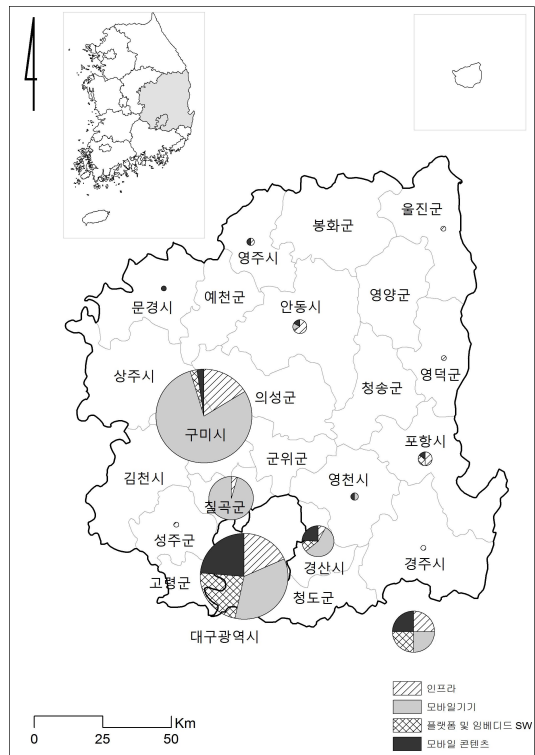 울진군
봉화군
영주시
문경시
예천군
안동시
영양군
상주시
의성군
청송군
영덕군
구미시
포항시
김천시
군위군
영천시
칠곡군
성주군
경산시
경주시
고령군
청도군
대구광역시
인프라
모바일기기
플랫폼 및 임베디드 SW
모바일 콘텐츠
Km
0 25 50